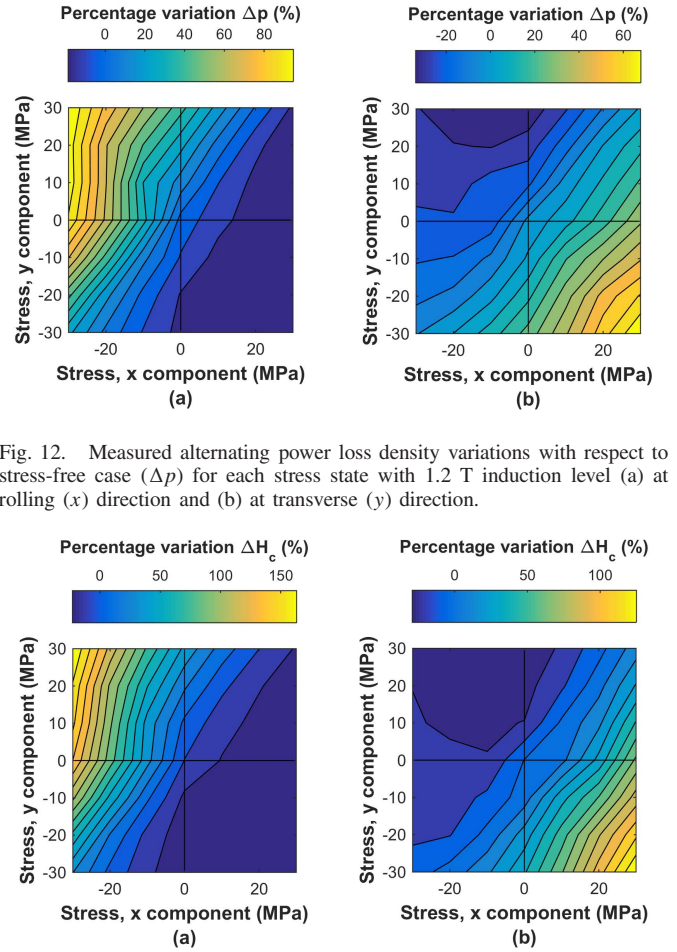 Percentage variation Δp (%)
0 20 40 60 80
Stress, y component (MPa)
30
20
10
0
-10
-20
-30
-20 0 20
Stress, x component (MPa)
(a)
Percentage variation Δp (%)
-20 0 20 40 60
Stress, y component (MPa)
30
20
10
0
-10
-20
-30
-20 0 20
Stress, x component (MPa)
(b)
Fig. 12. Measured alternating power loss density variations with respect to
stress-free case (Δp) for each stress state with 1.2 T induction level (a) at
rolling (x) direction and (b) at transverse (y) direction.
Percentage variation ΔHc (%)
0 50 100 150
Stress, y component (MPa)
30
20
10
0
-10
-20
-30
-20 0 20
Stress, x component (MPa)
(a)
Percentage variation ΔHc (%)
0 50 100
Stress, y component (MPa)
30
20
10
0
-10
-20
-30
-20 0 20
Stress, x component (MPa)
(b)